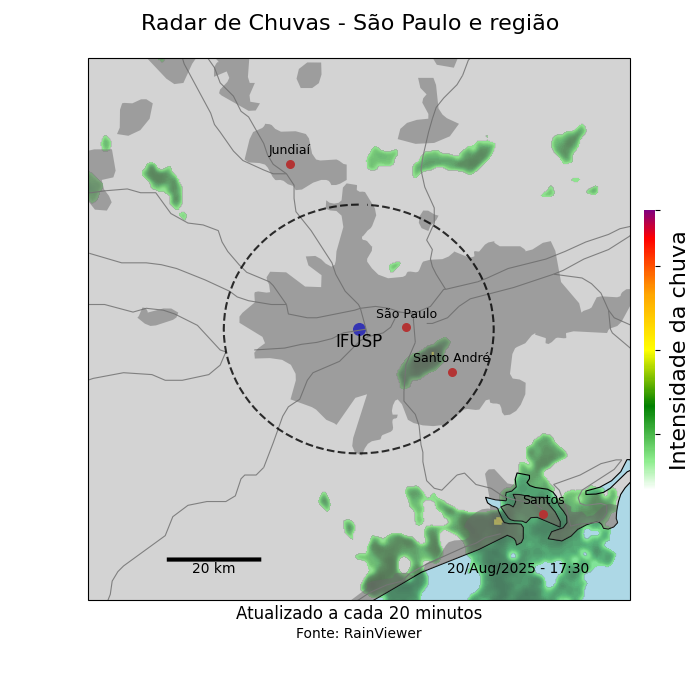 Radar de Chuvas - São Paulo e região
Jundiaí
São Paulo
IFUSP
Santo André
Santos
20 km
20/Aug/2025 - 17:30
Intensidade da chuva
Atualizado a cada 20 minutos
Fonte: RainViewer